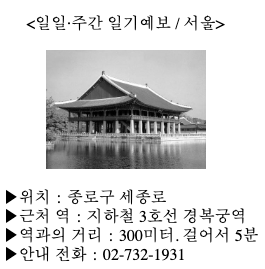 <일일·주간 일기예보 / 서울>
▶위치 : 종로구 세종로
▶근처 역 : 지하철 3호선 경복궁역
▶역과의 거리 : 300미터. 걸어서 5분
▶안내 전화 : 02-732-1931